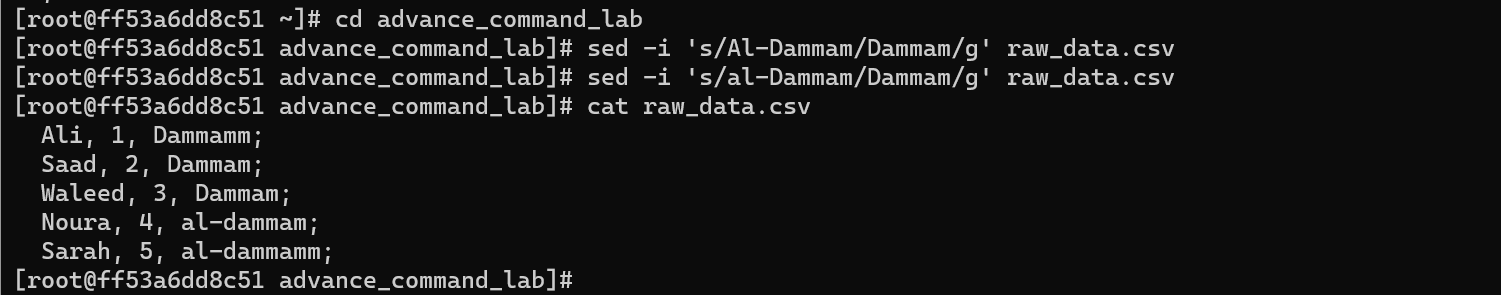 [root@ff53a6dd8c51 ~]# cd advance_command_lab
[root@ff53a6dd8c51 advance_command_lab]# sed -i 's/Al-Dammam/Dammam/g' raw_data.csv
[root@ff53a6dd8c51 advance_command_lab]# sed -i 's/al-Dammam/Dammam/g' raw_data.csv
[root@ff53a6dd8c51 advance_command_lab]# cat raw_data.csv
  Ali, 1, Dammamm;
  Saad, 2, Dammam;
  Waleed, 3, Dammam;
  Noura, 4, al-dammam;
  Sarah, 5, al-dammamm;
[root@ff53a6dd8c51 advance_command_lab]#